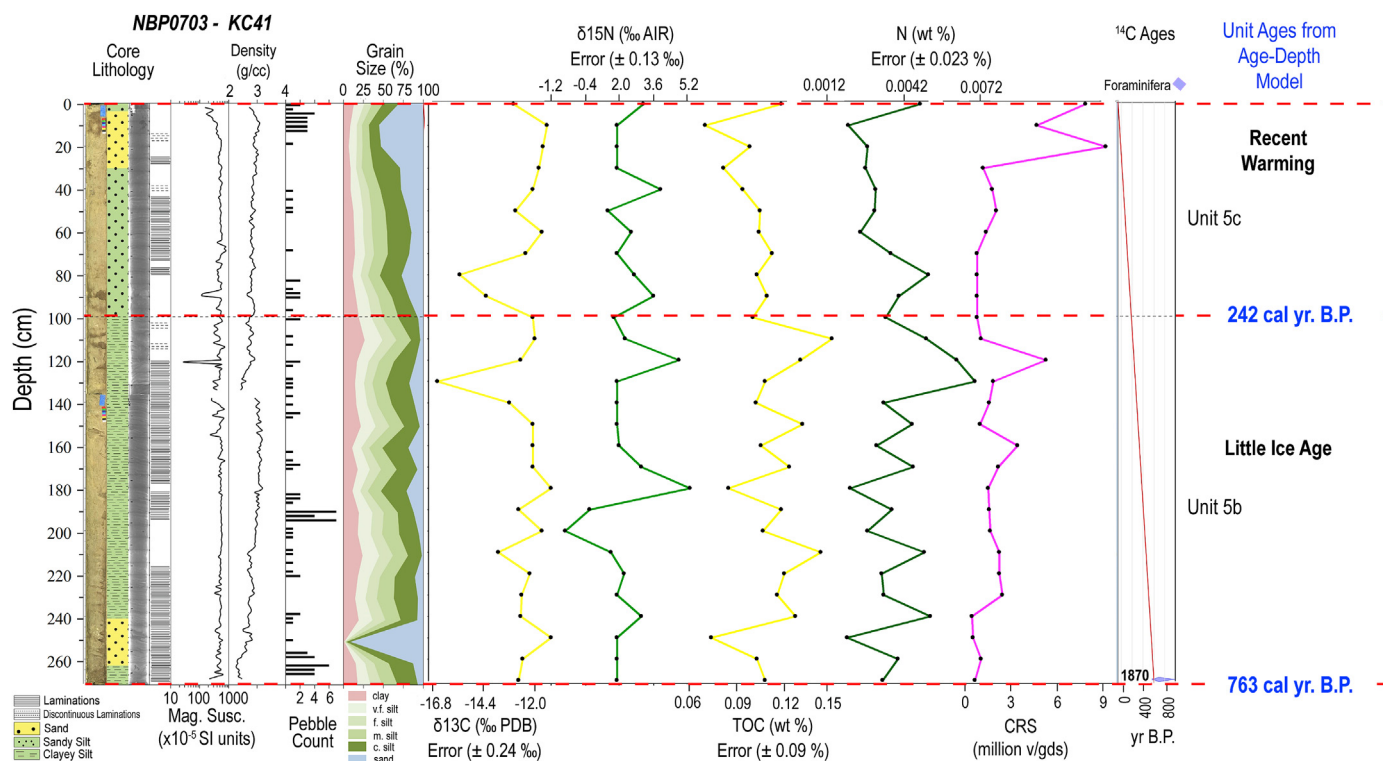 NBP0703 - KC41
Core
Lithology
Density
(g/cc)
Grain
Size (%)
δ15N (‰ AIR)
Error (± 0.13 ‰)
N (wt %)
Error (± 0.023 %)
¹⁴C Ages
Foraminifera
Unit Ages from
Age-Depth
Model
2 3 4
0 25 50 75 100
-1.2 -0.4 2.0 3.6 5.2
0.0012 0.0042 0.0072
Depth (cm)
0
20
40
60
80
100
120
140
160
180
200
220
240
260
Recent
Warming
Unit 5c
242 cal yr. B.P.
Little Ice Age
Unit 5b
1870
763 cal yr. B.P.
10 100 1000
0 2 4 6
Mag. Susc.
(x10⁻⁵ SI units)
Pebble
Count
Laminations
Discontinuous Laminations
Sand
Sandy Silt
Clayey Silt
clay
v.f. silt
f. silt
m. silt
c. silt
sand
-16.8 -14.4 -12.0
δ13C (‰ PDB)
Error (± 0.24 ‰)
0.06 0.09 0.12 0.15
TOC (wt %)
Error (± 0.09 %)
0 3 6 9
CRS
(million v/gds)
0 400 800
yr B.P.